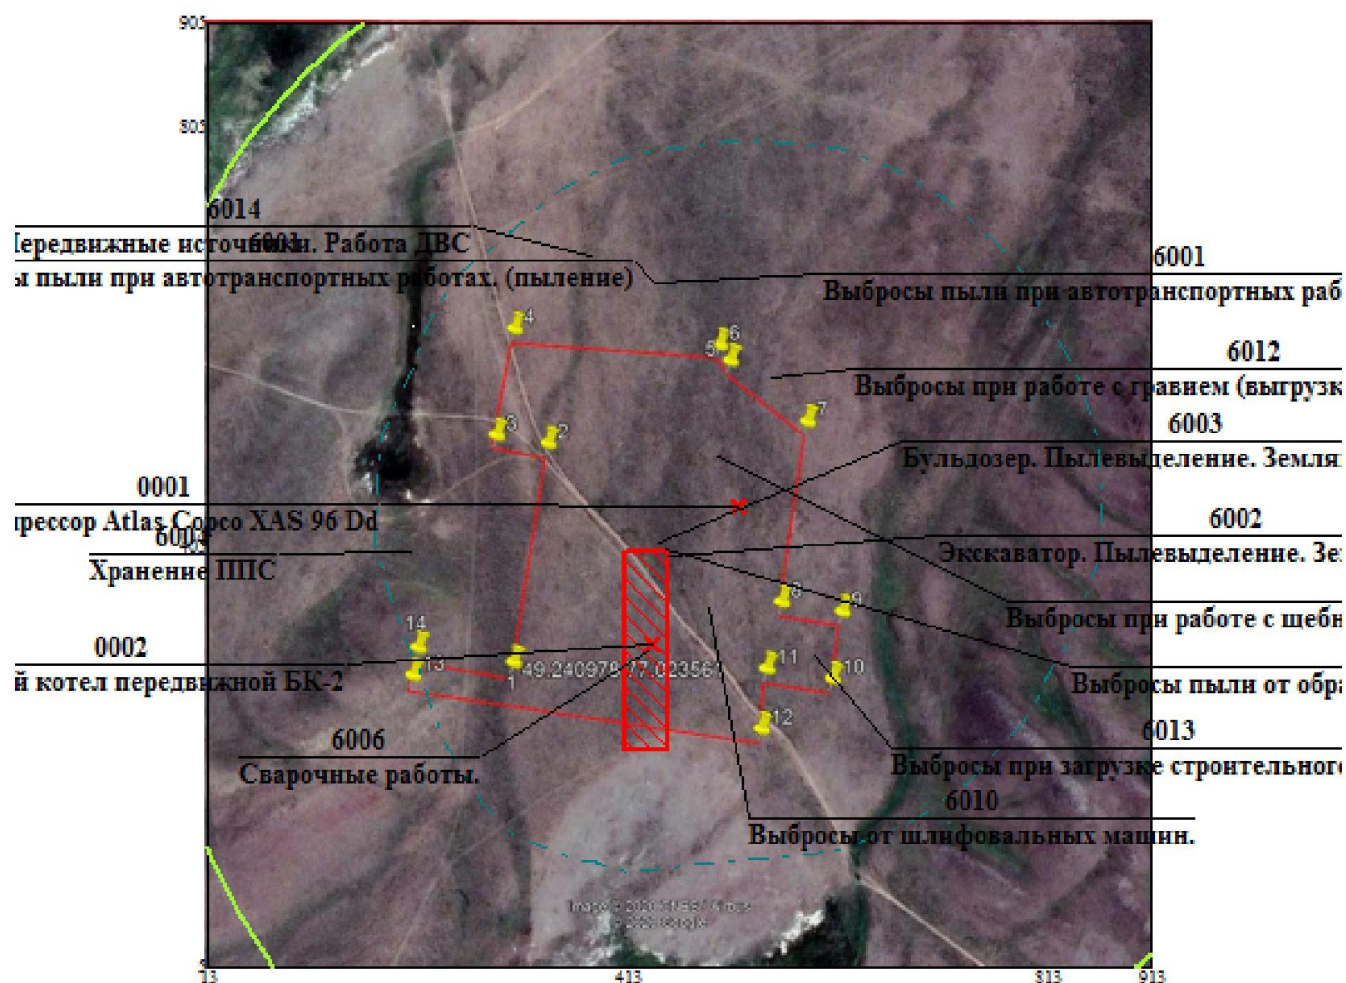 905
805
6014
Передвижные источники. Работа ДВС
ы пыли при автотранспортных работах. (пыление)
6001
Выбросы пыли при автотранспортных раб
4
6
5
6012
Выбросы при работе с гравием (выгрузк
7
3
2
6003
Бульдозер. Пылевыделение. Земля
0001
прессор Atlas Copco XAS 96 Dd
6002
Экскаватор. Пылевыделение. Зе
Хранение ППС
8
9
Выбросы при работе с щебн
14
0002
13
11
10
1
49.240978
й котел передвижной БК-2
Выбросы пыли от обра
12
6006
Сварочные работы.
6013
Выбросы при загрузке строительног
6010
Выбросы от шлифовальных машин.
13
413
813
913